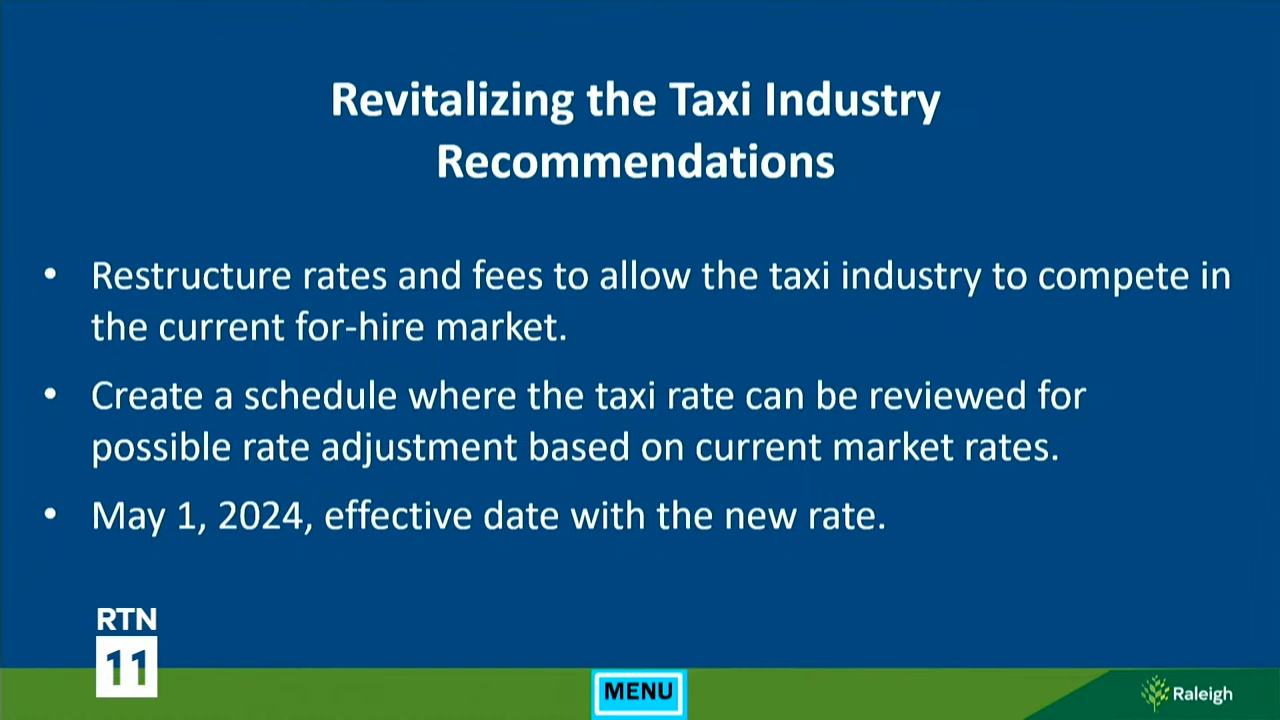 Revitalizing the Taxi Industry
Recommendations
• Restructure rates and fees to allow the taxi industry to compete in
the current for-hire market.
• Create a schedule where the taxi rate can be reviewed for
possible rate adjustment based on current market rates.
• May 1, 2024, effective date with the new rate.
RTN
11
MENU
Raleigh